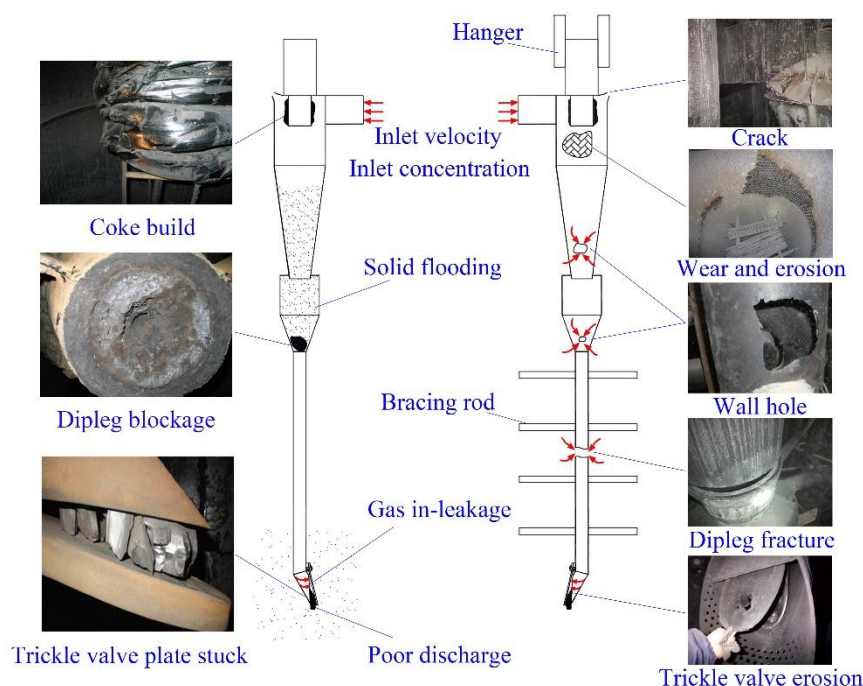 Hanger
Inlet velocity
Inlet concentration
Crack
Coke build
Solid flooding
Wear and erosion
Dipleg blockage
Bracing rod
Wall hole
Gas in-leakage
Dipleg fracture
Trickle valve plate stuck
Poor discharge
Trickle valve erosion